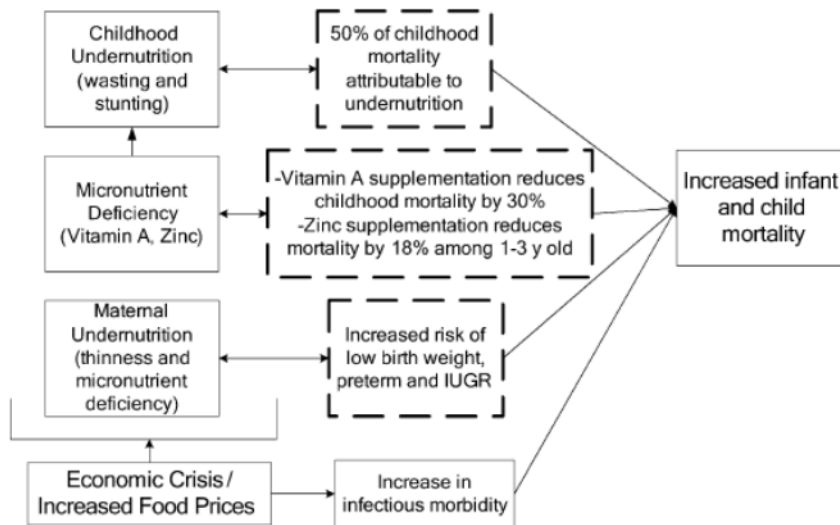 Childhood
Undernutrition
(wasting and
stunting)
50% of childhood
mortality
attributable to
undernutrition
Micronutrient
Deficiency
(Vitamin A, Zinc)
-Vitamin A supplementation reduces
childhood mortality by 30%
-Zinc supplementation reduces
mortality by 18% among 1-3 y old
Increased infant
and child
mortality
Maternal
Undernutrition
(thinness and
micronutrient
deficiency)
Increased risk of
low birth weight,
preterm and IUGR
Economic Crisis/
Increased Food Prices
Increase in
infectious morbidity